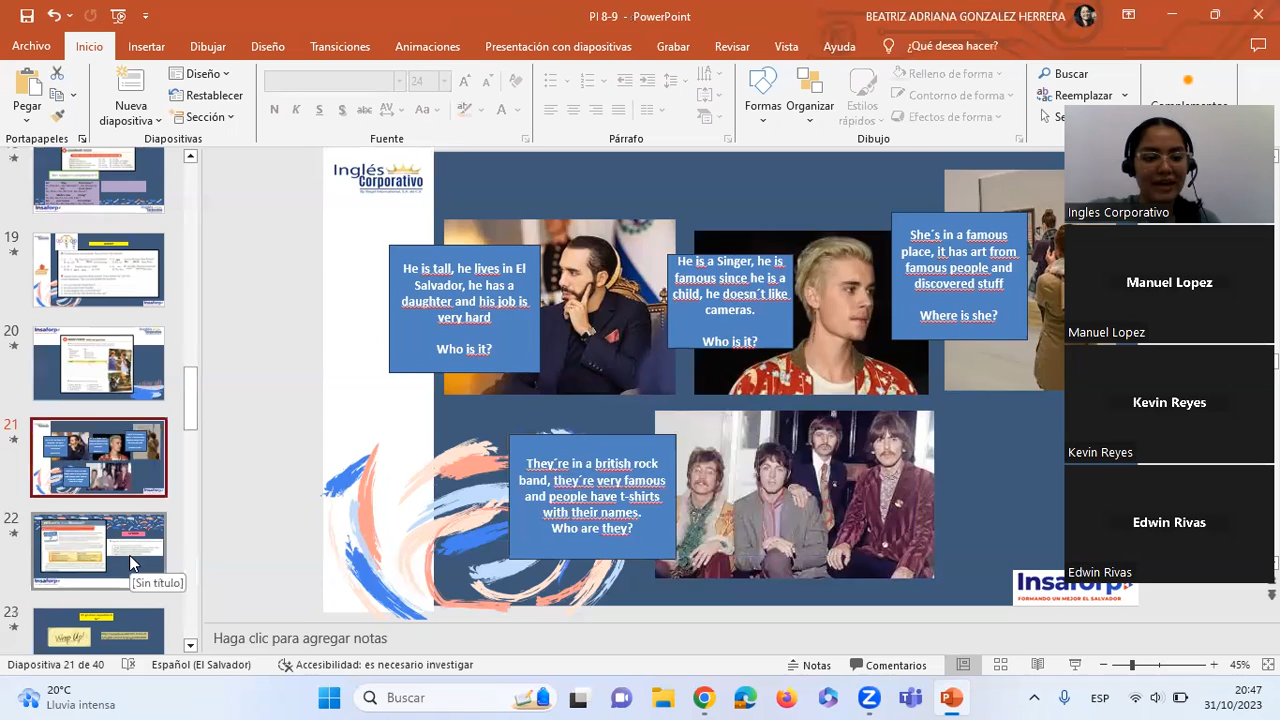 PI 8-9 - PowerPoint
BEATRIZ ADRIANA GONZALEZ HERRERA
Archivo
Inicio
Insertar
Dibujar
Diseño
Transiciones
Animaciones
Presentación con diapositivas
Grabar
Revisar
Vista
Ayuda
¿Qué desea hacer?
Pegar
Portapapeles
Nueva
diapositiva
Diseño
Restablecer
Sección
Diapositivas
24
N
K
S
S
abc
AV
Aa
A
Fuente
Párrafo
Formas
Organizar
Estilos
rápidos
Relleno de forma
Contorno de forma
Efectos de forma
Dibujo
Buscar
Reemplazar
Ingles Corporativo
Manuel Lopez
Manuel Lopez
Kevin Reyes
Kevin Reyes
Edwin Rivas
Edwin Rivas
19
20
21
22
[Sin título]
23
Wrap Up!
Ingles
Corporativo
He is tall, he lives in El
Salvador, he has a
daughter and his job is
very hard
Who is it?
He is a Singer, he is
famous since he is a
child, he doesn´t like
cameras.
Who is it?
She´s in a famous
place, it has art from
famous people and
discovered stuff
Where is she?
They´re in a british rock
band, they´re very famous
and people have t-shirts
with their names.
Who are they?
Insaforp
FORMANDO UN MEJOR EL SALVADOR
Haga clic para agregar notas
Diapositiva 21 de 40
Español (El Salvador)
Accesibilidad: es necesario investigar
Notas
Comentarios
45%
20°C
Lluvia intensa
Buscar
ESP
20:47
31/10/2023